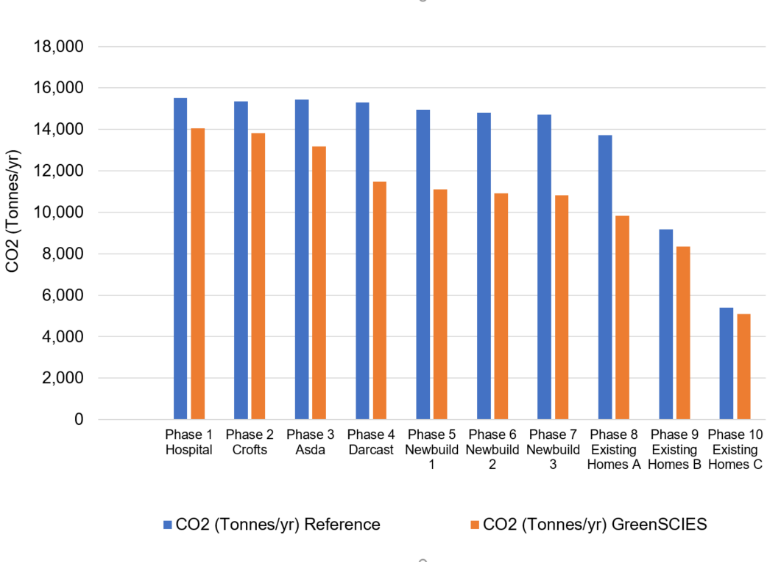 18,000
16,000
14,000
12,000
10,000
8,000
6,000
4,000
2,000
0
CO2 (Tonnes/yr)
Phase 1 Phase 2 Phase 3 Phase 4 Phase 5 Phase 6 Phase 7 Phase 8 Phase 9 Phase 10
Hospital Crofts Asda Darcast Newbuild Newbuild Newbuild Existing Existing Existing
1 2 3 Homes A Homes B Homes C
CO2 (Tonnes/yr) Reference CO2 (Tonnes/yr) GreenSCIES